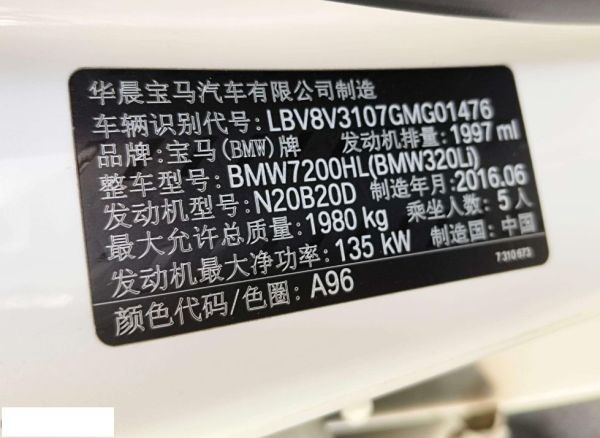 华晨宝马汽车有限公司制造
车辆识别代号: LBV8V3107GMG01476
品牌: 宝马(BMW)牌 发动机排量: 1997 ml
整车型号: BMW7200HL(BMW320Li)
发动机型号: N20B20D 制造年月: 2016.06
最大允许总质量: 1980 kg 乘坐人数: 5 人
发动机最大净功率: 135 kW 制造国: 中国
颜色代码/色圈: A96 7 310 673